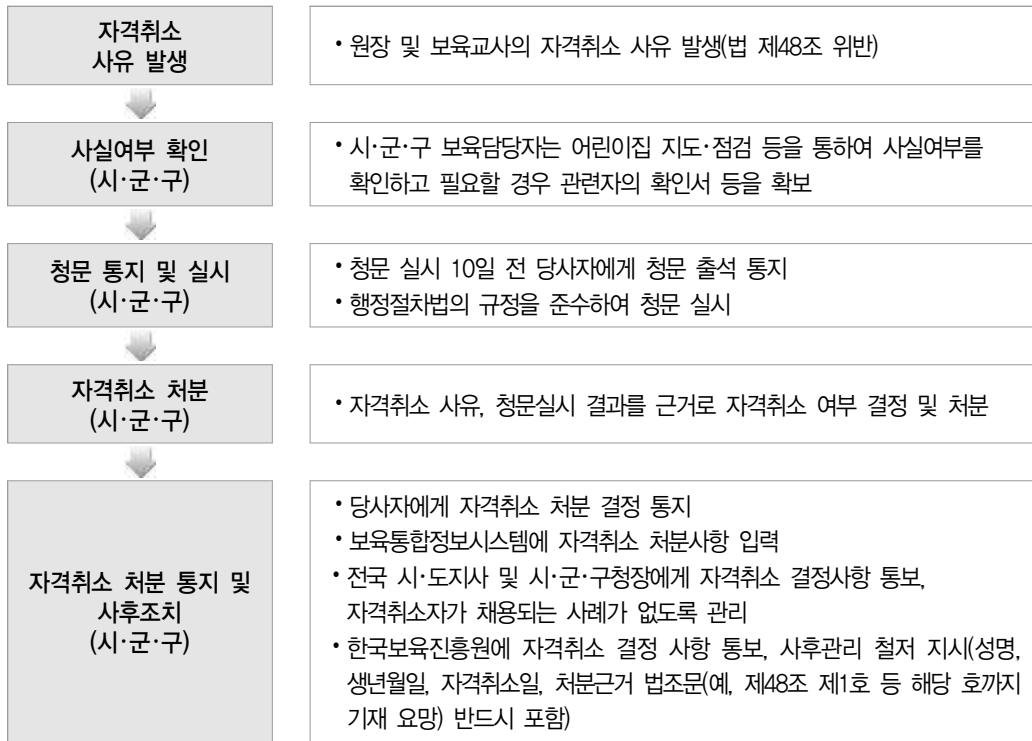 자격취소
사유 발생
• 원장 및 보육교사의 자격취소 사유 발생(법 제48조 위반)
사실여부 확인
(시·군·구)
• 시·군·구 보육담당자는 어린이집 지도·점검 등을 통하여 사실여부를
확인하고 필요할 경우 관련자의 확인서 등을 확보
청문 통지 및 실시
(시·군·구)
• 청문 실시 10일 전 당사자에게 청문 출석 통지
• 행정절차법의 규정을 준수하여 청문 실시
자격취소 처분
(시·군·구)
• 자격취소 사유, 청문실시 결과를 근거로 자격취소 여부 결정 및 처분
자격취소 처분 통지 및
사후조치
(시·군·구)
• 당사자에게 자격취소 처분 결정 통지
• 보육통합정보시스템에 자격취소 처분사항 입력
• 전국 시·도지사 및 시·군·구청장에게 자격취소 결정사항 통보,
자격취소자가 채용되는 사례가 없도록 관리
• 한국보육진흥원에 자격취소 결정 사항 통보, 사후관리 철저 지시(성명,
생년월일, 자격취소일, 처분근거 법조문(예, 제48조 제1호 등 해당 호까지
기재 요망) 반드시 포함)